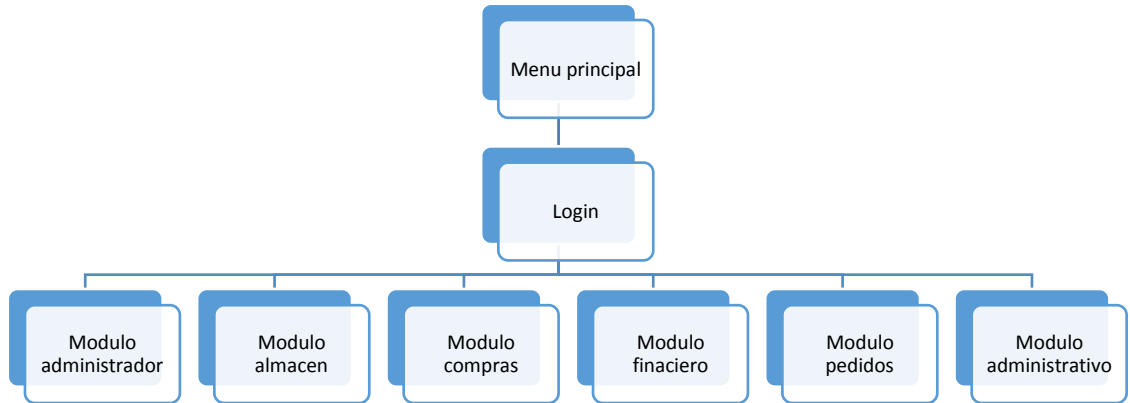 Menu principal
Login
Modulo
administrador
Modulo
almacen
Modulo
compras
Modulo
finaciero
Modulo
pedidos
Modulo
administrativo